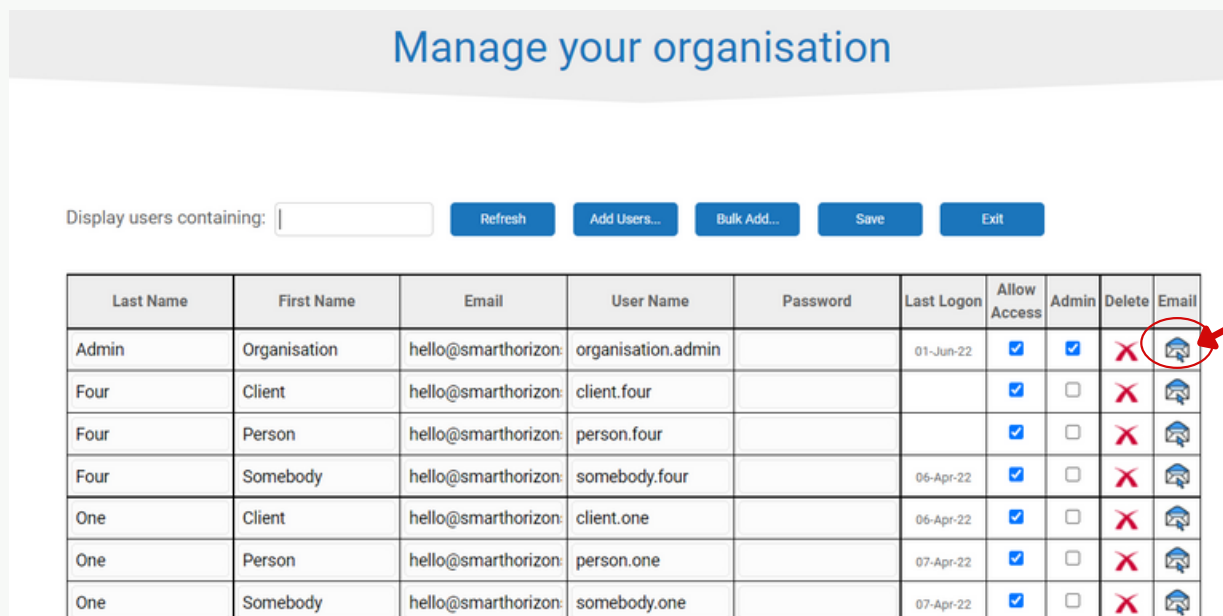 Manage your organisation
Display users containing: Refresh Add Users... Bulk Add... Save Exit
Last Name First Name Email User Name Password Last Logon Allow Access Admin Delete Email
Admin Organisation hello@smarthorizon organisation.admin 01-Jun-22
Four Client hello@smarthorizon client.four
Four Person hello@smarthorizon person.four
Four Somebody hello@smarthorizon somebody.four 06-Apr-22
One Client hello@smarthorizon client.one 06-Apr-22
One Person hello@smarthorizon person.one 07-Apr-22
One Somebody hello@smarthorizon somebody.one 07-Apr-22